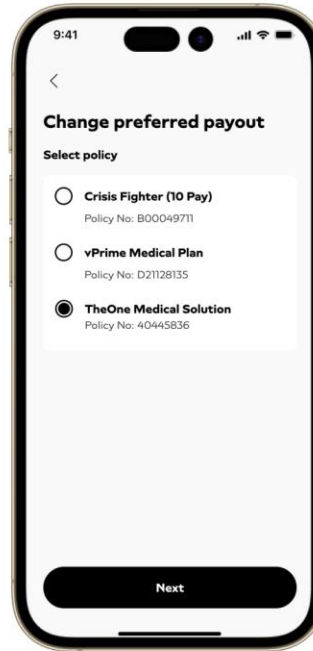 9:41
Change preferred payout
Select policy
Crisis Fighter (10 Pay)
Policy No: B00049711
vPrime Medical Plan
Policy No: D21128135
TheOne Medical Solution
Policy No: 40445836
Next